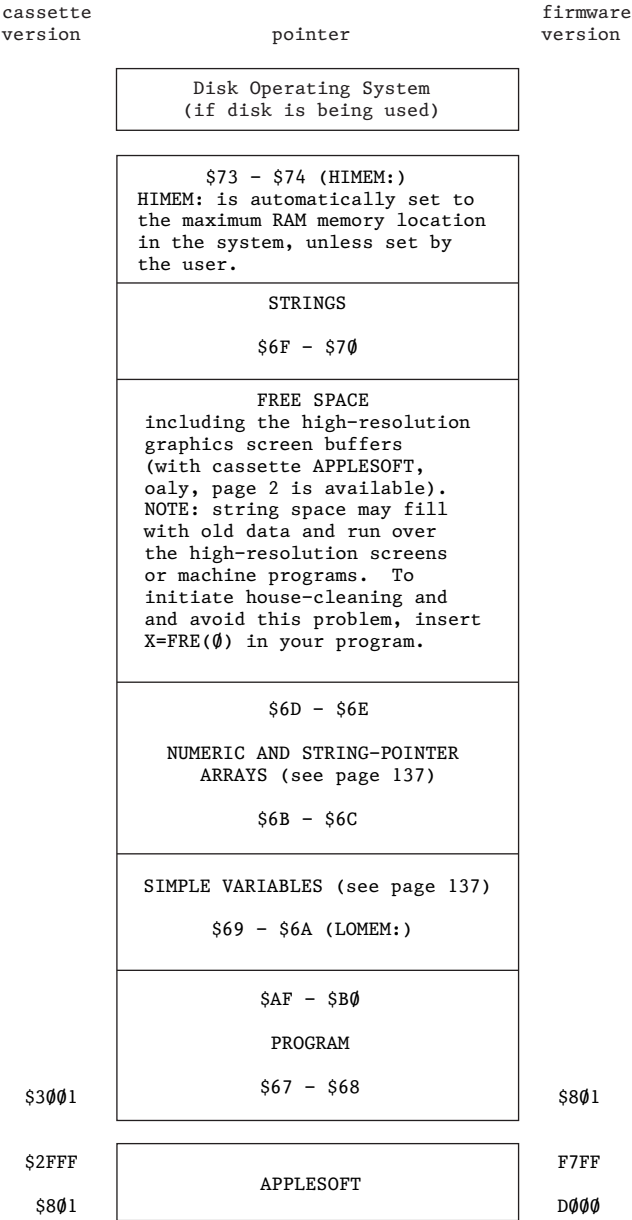 cassette firmware
version pointer version
Disk Operating System
(if disk is being used)
$73 - $74 (HIMEM:)
HIMEM: is automatically set to
the maximum RAM memory location
in the system, unless set by
the user.
STRINGS
$6F - $7Ø
FREE SPACE
including the high-resolution
graphics screen buffers
(with cassette APPLESOFT,
oaly, page 2 is available).
NOTE: string space may fill
with old data and run over
the high-resolution screens
or machine programs. To
initiate house-cleaning and
and avoid this problem, insert
X=FRE(Ø) in your program.
$6D - $6E
NUMERIC AND STRING-POINTER
ARRAYS (see page 137)
$6B - $6C
SIMPLE VARIABLES (see page 137)
$69 - $6A (LOMEM:)
$AF - $BØ
PROGRAM
$3ØØ1 $67 - $68 $8Ø1
$2FFF F7FF
APPLESOFT
$8Ø1 DØØØ